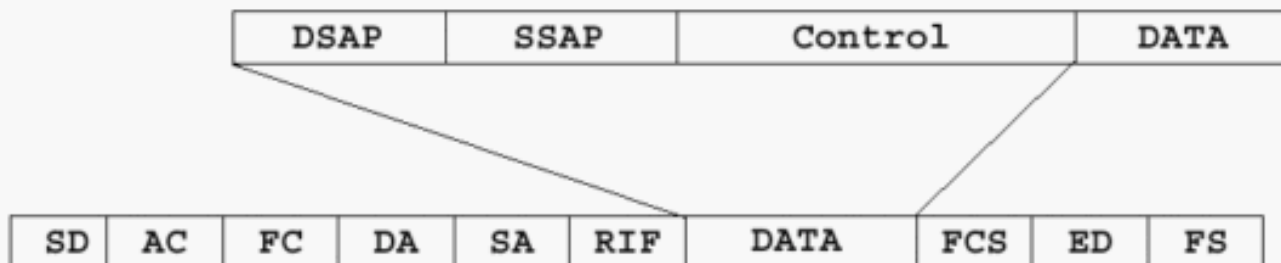 DSAP SSAP Control DATA
SD AC FC DA SA RIF DATA FCS ED FS